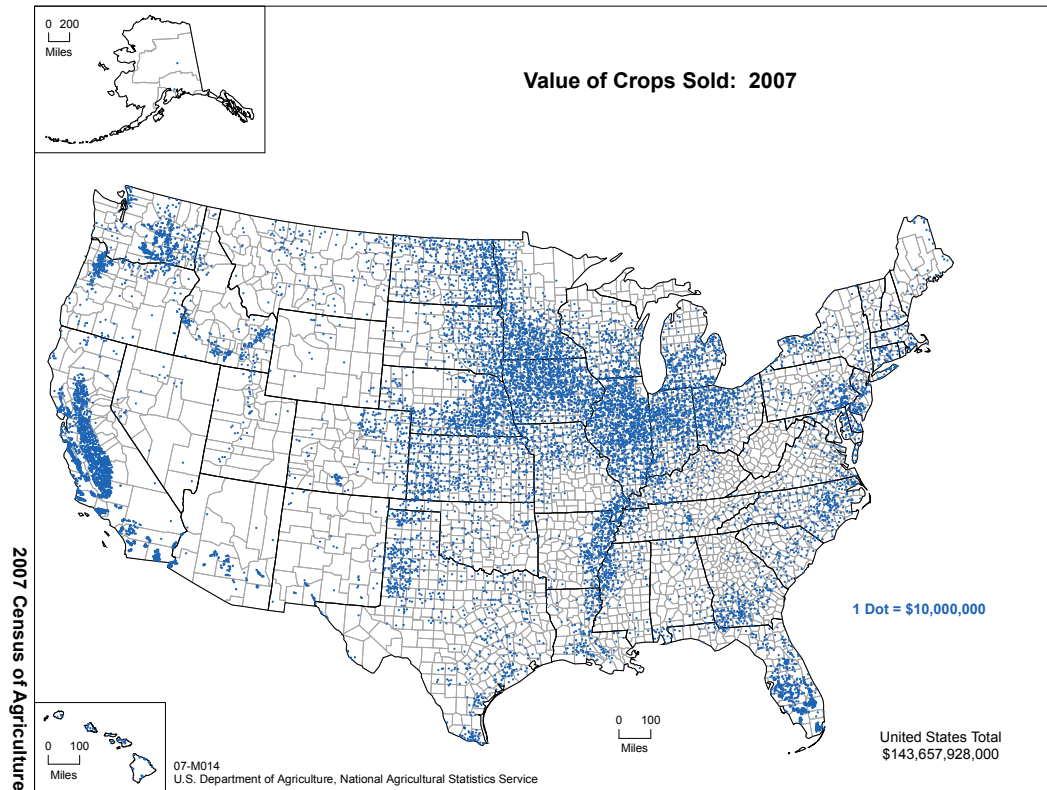 0 200
Miles
Value of Crops Sold: 2007
1 Dot = $10,000,000
2007 Census of Agriculture
0 100
Miles
0 100
Miles
United States Total
$143,657,928,000
07-M014
U.S. Department of Agriculture, National Agricultural Statistics Service